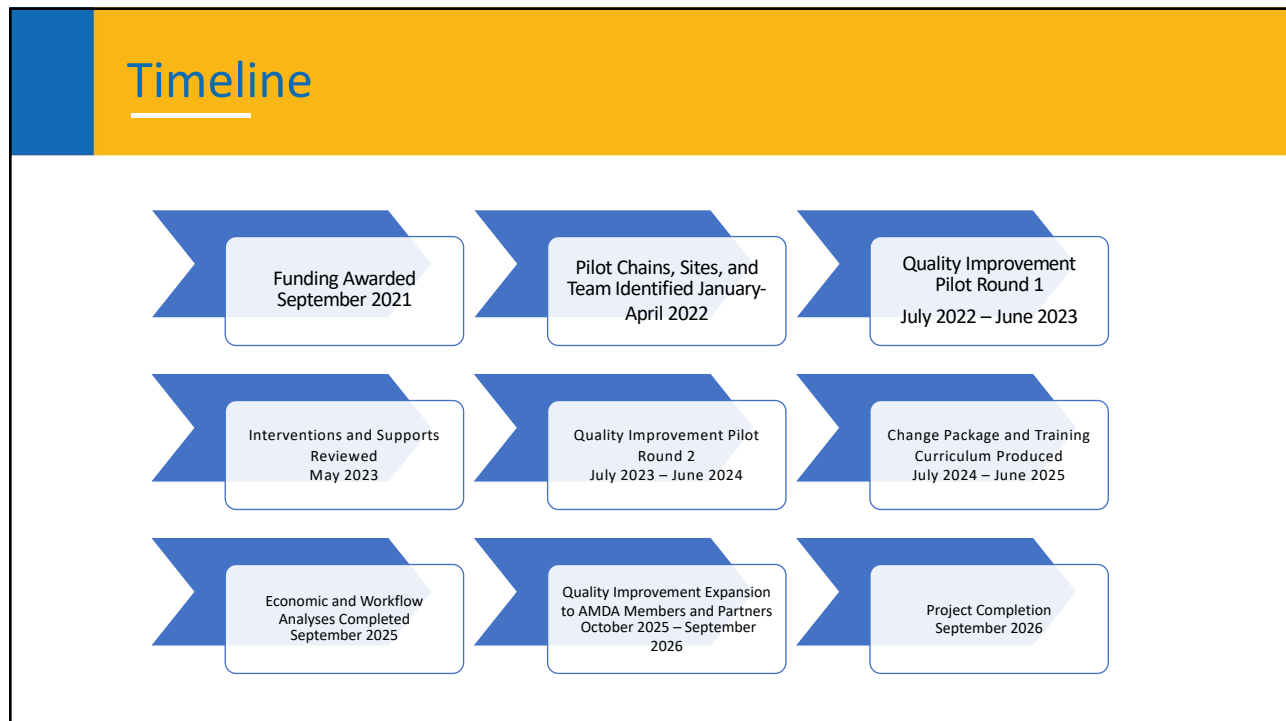 Timeline
Funding Awarded
September 2021
Pilot Chains, Sites, and
Team Identified January-
April 2022
Quality Improvement
Pilot Round 1
July 2022 – June 2023
Interventions and Supports
Reviewed
May 2023
Quality Improvement Pilot
Round 2
July 2023 – June 2024
Change Package and Training
Curriculum Produced
July 2024 – June 2025
Economic and Workflow
Analyses Completed
September 2025
Quality Improvement Expansion
to AMDA Members and Partners
October 2025 – September
2026
Project Completion
September 2026